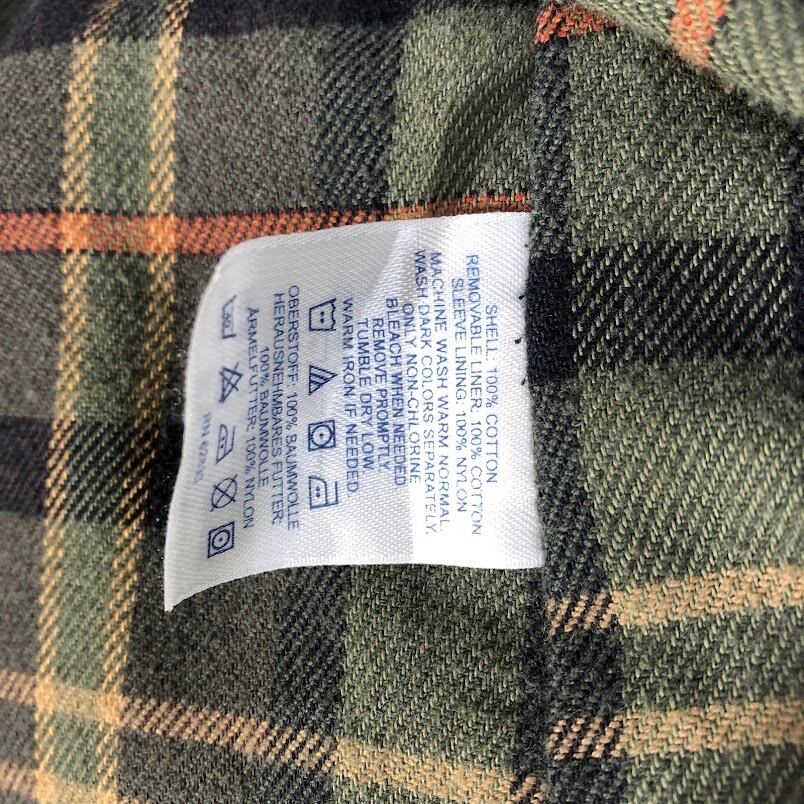 SHELL: 100% COTTON
REMOVABLE LINER: 100% COTTON
SLEEVE LINING: 100% NYLON
MACHINE WASH WARM NORMAL.
WASH DARK COLORS SEPARATELY.
ONLY NON-CHLORINE
BLEACH WHEN NEEDED
REMOVE PROMPTLY
TUMBLE DRY LOW
WARM IRON IF NEEDED
OBERSTOFF: 100% BAUMWOLLE
HERAUSNEHMBARES FUTTER:
100% BAUMWOLLE
ÄRMELFUTTER: 100% NYLON